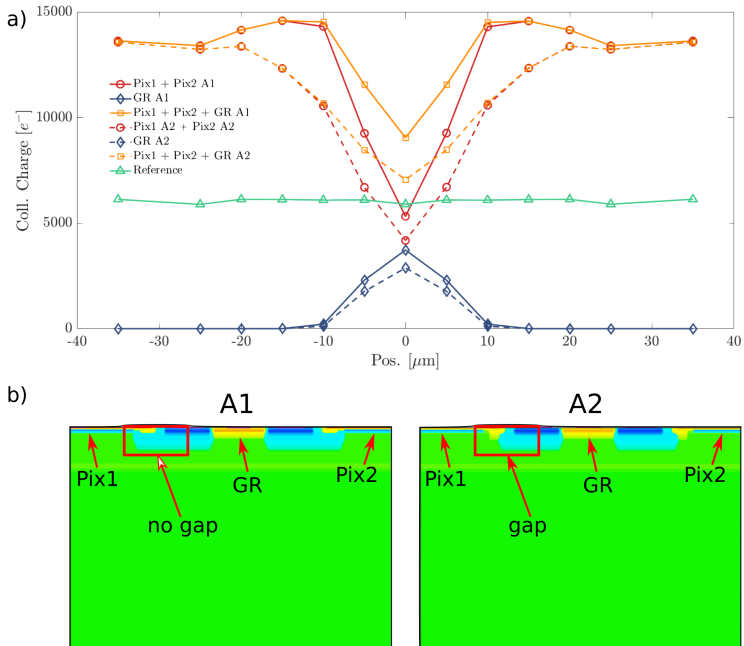 a)
15000
10000
5000
0
Coll. Charge [e⁻]
Pix1 + Pix2 A1
GR A1
Pix1 + Pix2 + GR A1
Pix1 A2 + Pix2 A2
GR A2
Pix1 + Pix2 + GR A2
Reference
-40 -30 -20 -10 0 10 20 30 40
Pos. [μm]
b)
A1 A2
Pix1 GR Pix2 Pix1 GR Pix2
no gap gap